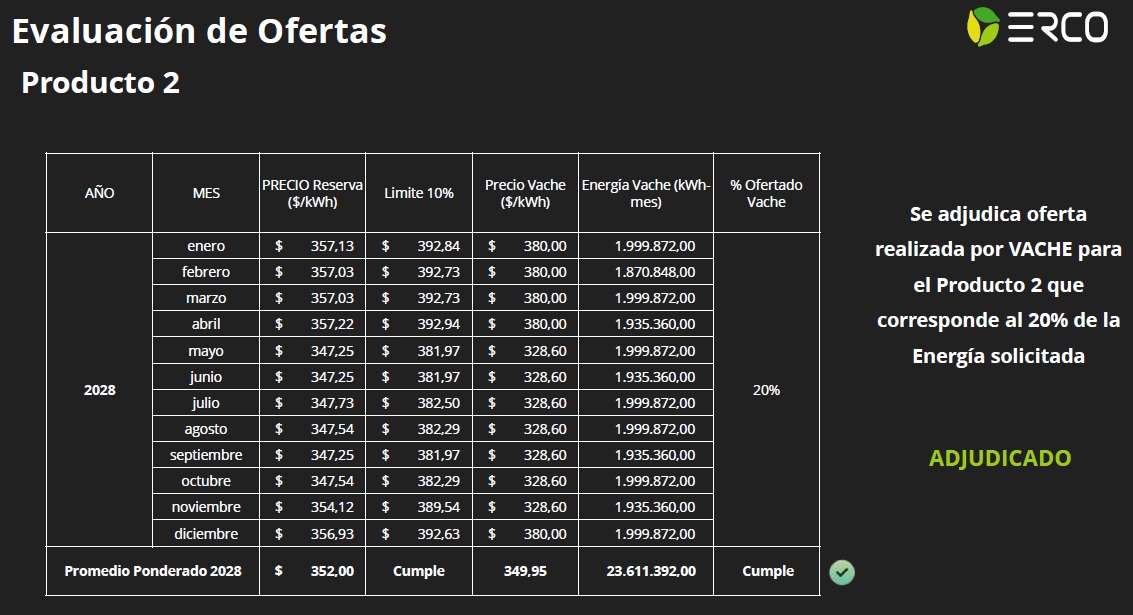 Evaluación de Ofertas
ERCO
Producto 2
AÑO MES PRECIO Reserva ($/kWh) Limite 10% Precio Vache ($/kWh) Energía Vache (kWh-mes) % Ofertado Vache
2028 enero $ 357,13 $ 392,84 $ 380,00 1.999.872,00 20%
febrero $ 357,03 $ 392,73 $ 380,00 1.870.848,00
marzo $ 357,03 $ 392,73 $ 380,00 1.999.872,00
abril $ 357,22 $ 392,94 $ 380,00 1.935.360,00
mayo $ 347,25 $ 381,97 $ 328,60 1.999.872,00
junio $ 347,25 $ 381,97 $ 328,60 1.935.360,00
julio $ 347,73 $ 382,50 $ 328,60 1.999.872,00
agosto $ 347,54 $ 382,29 $ 328,60 1.999.872,00
septiembre $ 347,25 $ 381,97 $ 328,60 1.935.360,00
octubre $ 347,54 $ 382,29 $ 328,60 1.999.872,00
noviembre $ 354,12 $ 389,54 $ 328,60 1.935.360,00
diciembre $ 356,93 $ 392,63 $ 380,00 1.999.872,00
Promedio Ponderado 2028 $ 352,00 Cumple 349,95 23.611.392,00 Cumple
Se adjudica oferta
realizada por VACHE para
el Producto 2 que
corresponde al 20% de la
Energía solicitada
ADJUDICADO